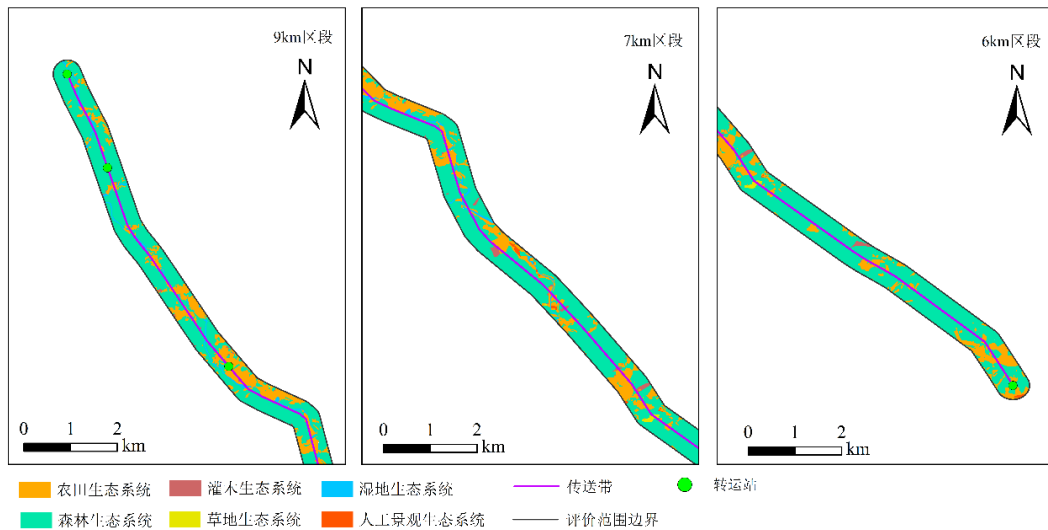 9km区段
N
0 1 2
km
7km区段
N
0 1 2
km
6km区段
N
0 1 2
km
农田生态系统
灌木生态系统
湿地生态系统
传送带
转运站
森林生态系统
草地生态系统
人工景观生态系统
评价范围边界